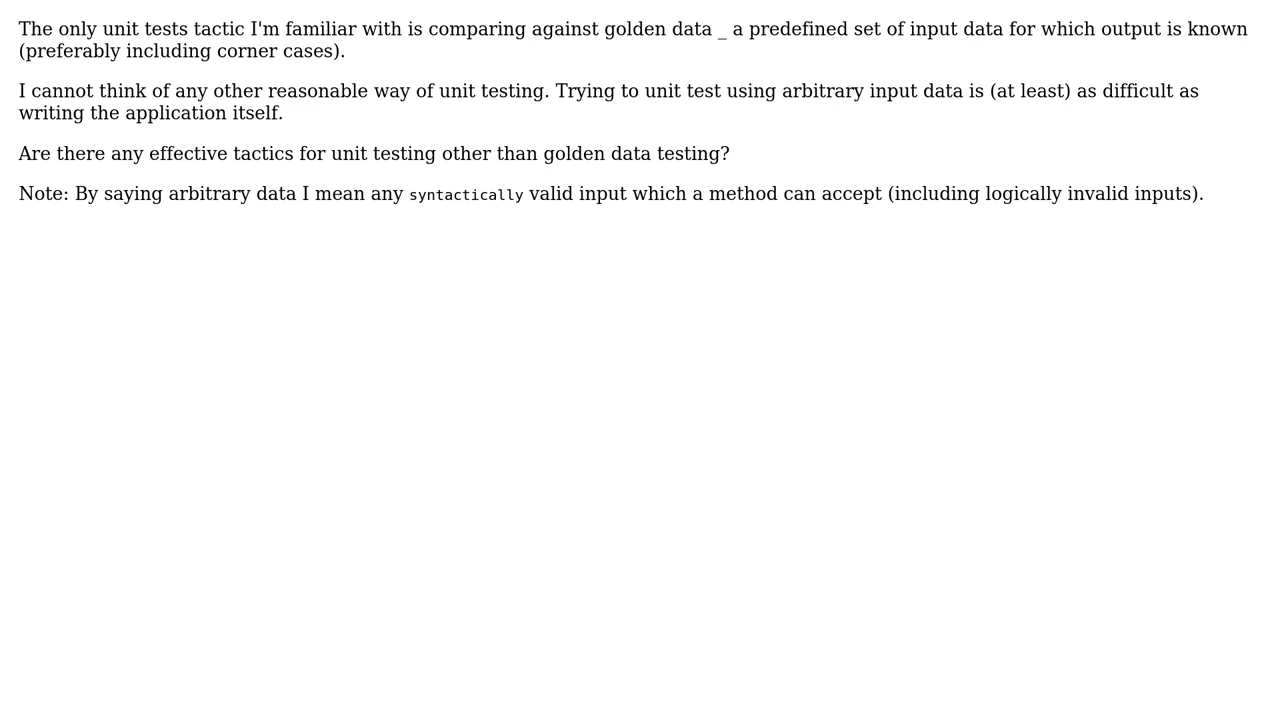 The only unit tests tactic I'm familiar with is comparing against golden data _ a predefined set of input data for which output is known
(preferably including corner cases).
I cannot think of any other reasonable way of unit testing. Trying to unit test using arbitrary input data is (at least) as difficult as
writing the application itself.
Are there any effective tactics for unit testing other than golden data testing?
Note: By saying arbitrary data I mean any syntactically valid input which a method can accept (including logically invalid inputs).